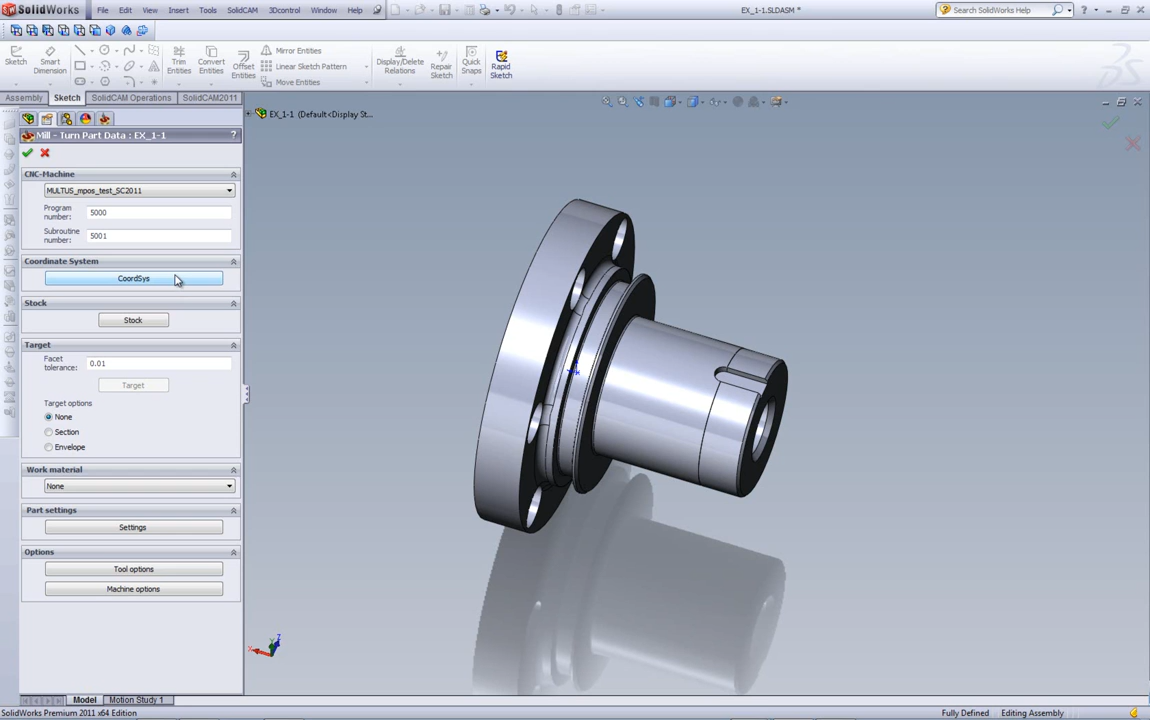 SolidWorks File Edit View Insert Tools SolidCAM 3Dcontrol Window Help EX_1-1.SLDASM * Search SolidWorks Help
Sketch Smart Dimension Trim Entities Convert Entities Offset Entities Mirror Entities Linear Sketch Pattern Move Entities Display/Delete Relations Repair Sketch Quick Snaps Rapid Sketch
Assembly Sketch SolidCAM Operations SolidCAM2011
EX_1-1 (Default<Display St...
Mill - Turn Part Data : EX_1-1 ?
CNC-Machine
MULTUS_mpos_test_SC2011
Program number: 5000
Subroutine number: 5001
Coordinate System
CoordSys
Stock
Stock
Target
Facet tolerance: 0.01
Target
Target options
None
Section
Envelope
Work material
None
Part settings
Settings
Options
Tool options
Machine options
X Y Z
Model Motion Study 1
SolidWorks Premium 2011 x64 Edition Fully Defined Editing Assembly